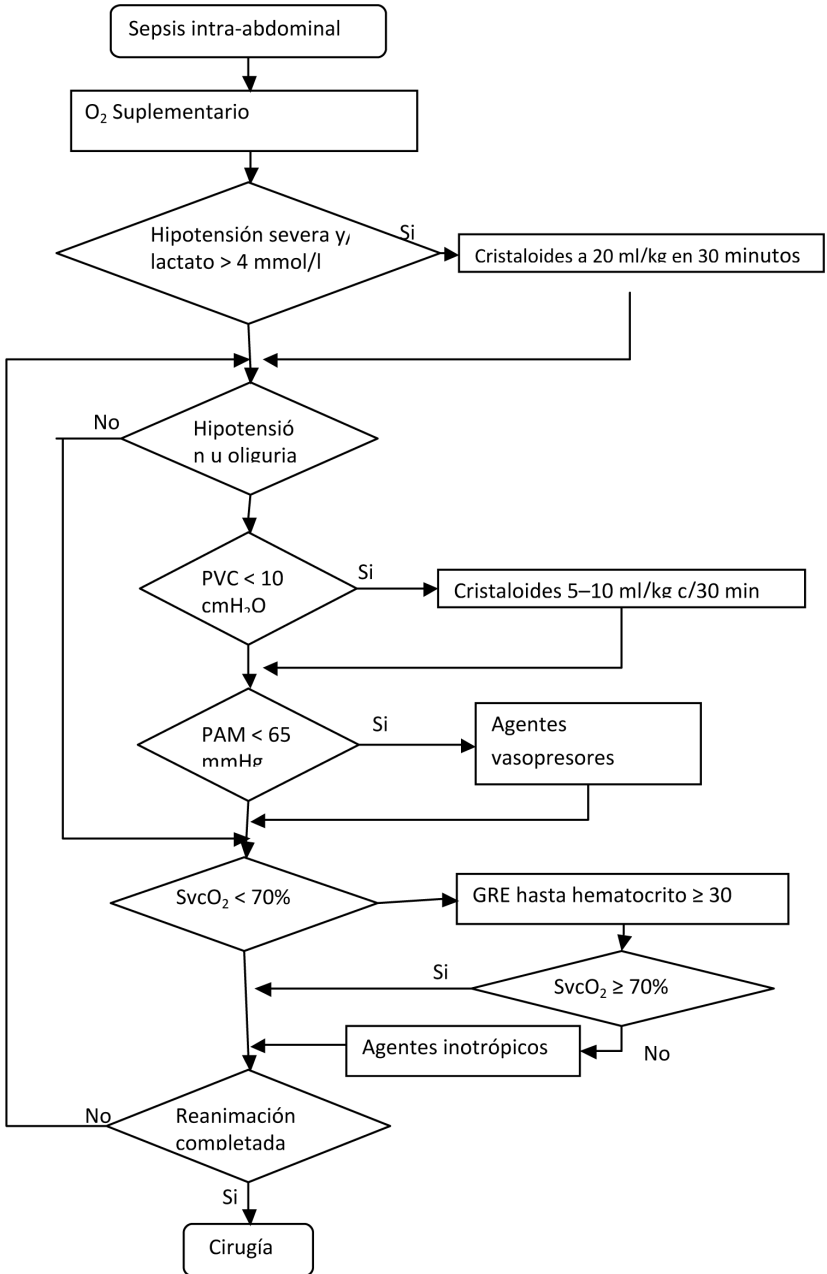 Sepsis intra-abdominal
O₂ Suplementario
Hipotensión severa y/
lactato > 4 mmol/l
Si
Cristaloides a 20 ml/kg en 30 minutos
No
Hipotensió
n u oliguria
PVC < 10
cmH₂O
Si
Cristaloides 5–10 ml/kg c/30 min
PAM < 65
mmHg
Si
Agentes
vasopresores
SvcO₂ < 70%
GRE hasta hematocrito ≥ 30
Si
SvcO₂ ≥ 70%
Agentes inotrópicos
No
No
Reanimación
completada
Si
Cirugía